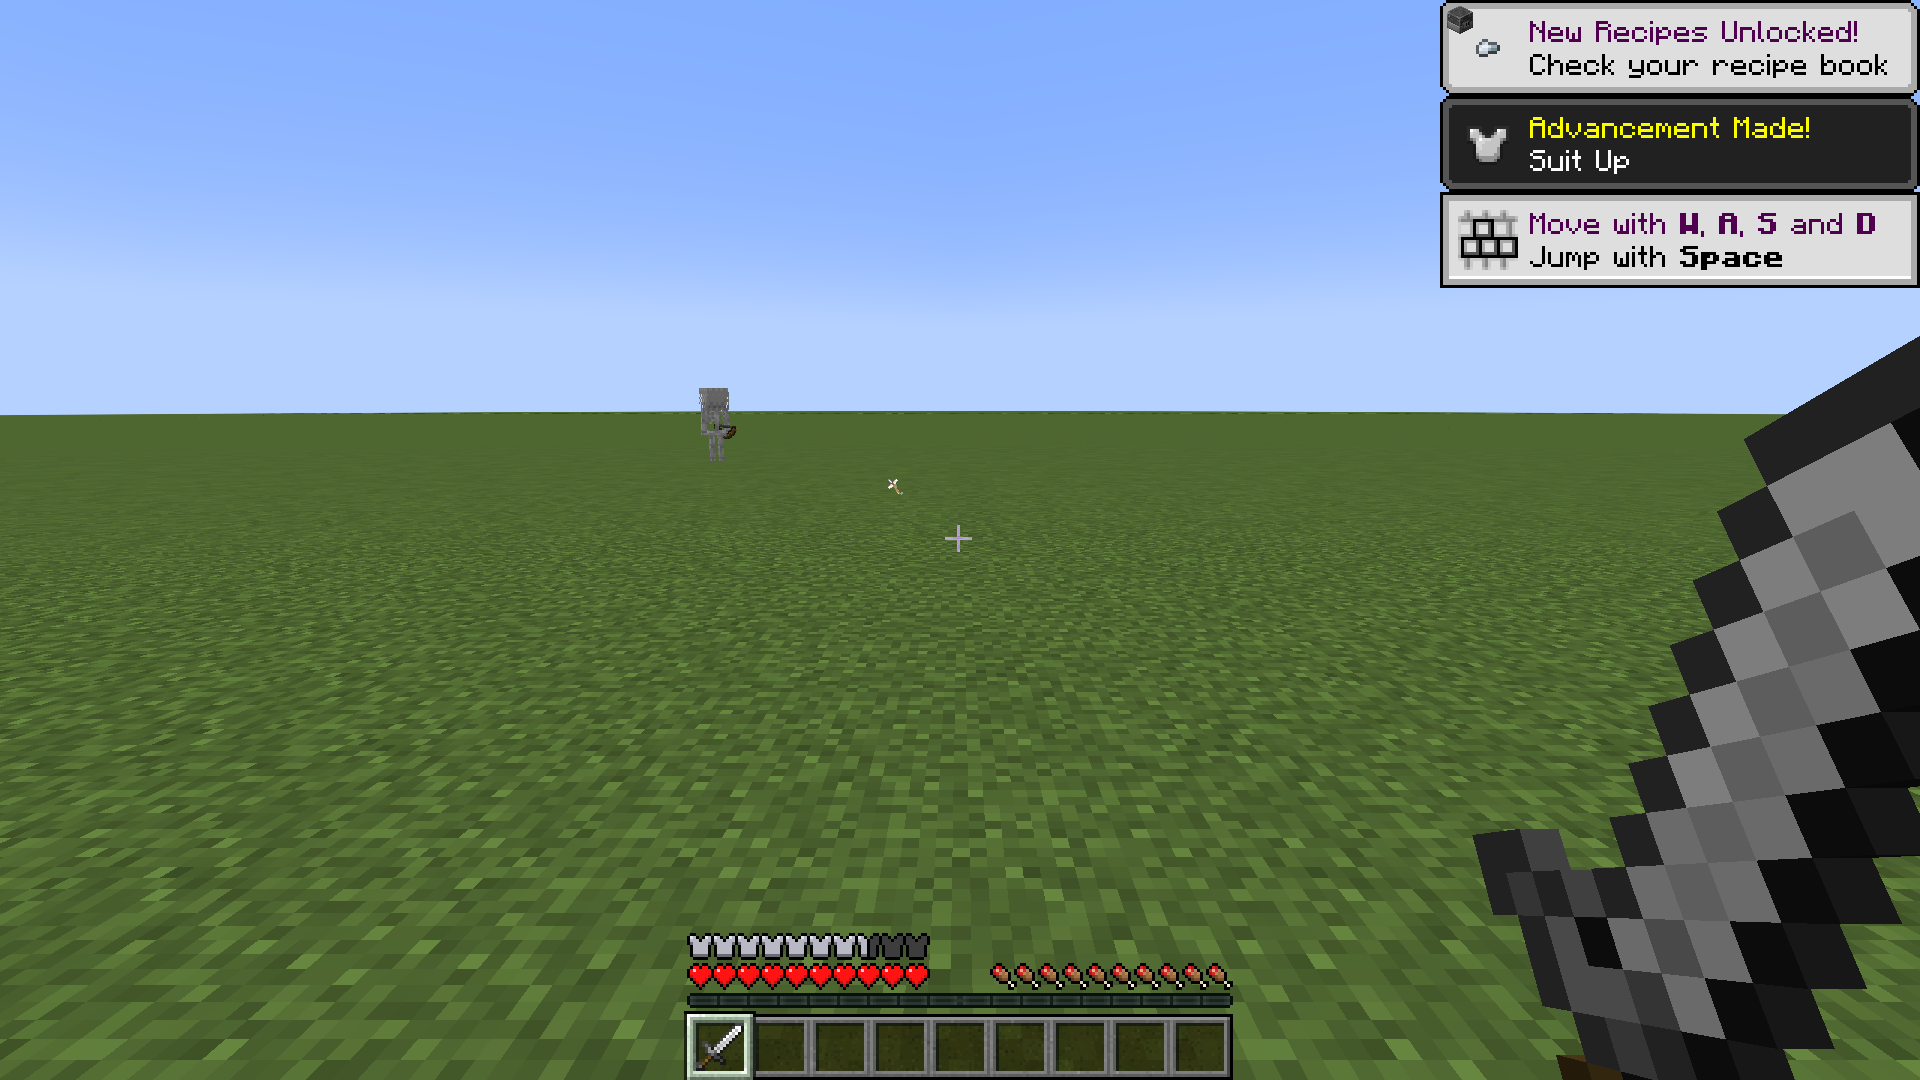 New Recipes Unlocked!
Check your recipe book
Advancement Made!
Suit Up
Move with W, A, S and D
Jump with Space